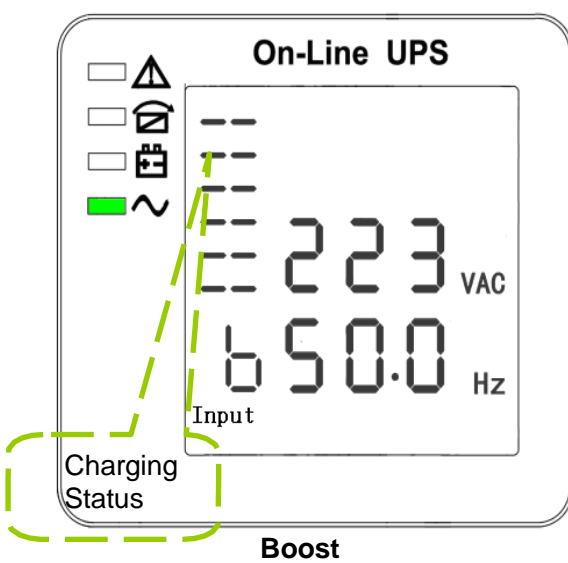 On-Line UPS
223 VAC
b 50.0 Hz
Input
Charging
Status
Boost